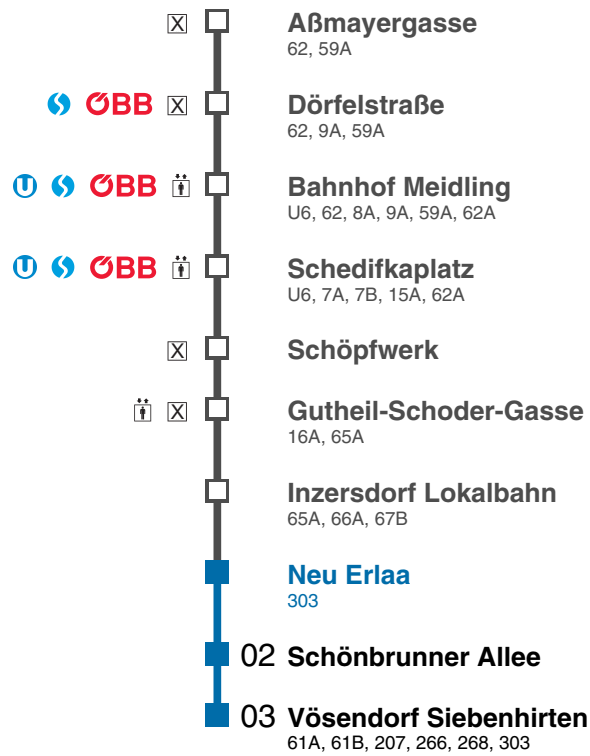 X Aßmayergasse
62, 59A
ÖBB X Dörfelstraße
62, 9A, 59A
U ÖBB Bahnhof Meidling
U6, 62, 8A, 9A, 59A, 62A
U ÖBB Schedifkaplatz
U6, 7A, 7B, 15A, 62A
X Schöpfwerk
X Gutheil-Schoder-Gasse
16A, 65A
Inzersdorf Lokalbahn
65A, 66A, 67B
Neu Erlaa
303
02 Schönbrunner Allee
03 Vösendorf Siebenhirten
61A, 61B, 207, 266, 268, 303